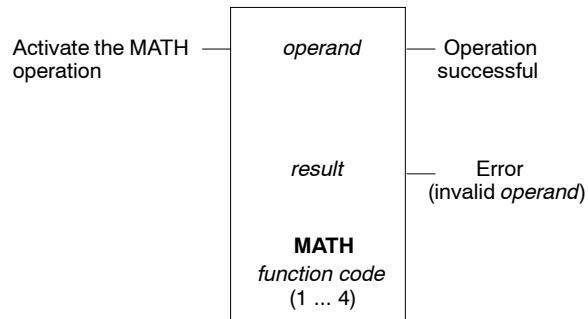 Activate the MATH
operation
operand
Operation
successful
result
Error
(invalid operand)
MATH
function code
(1 ... 4)